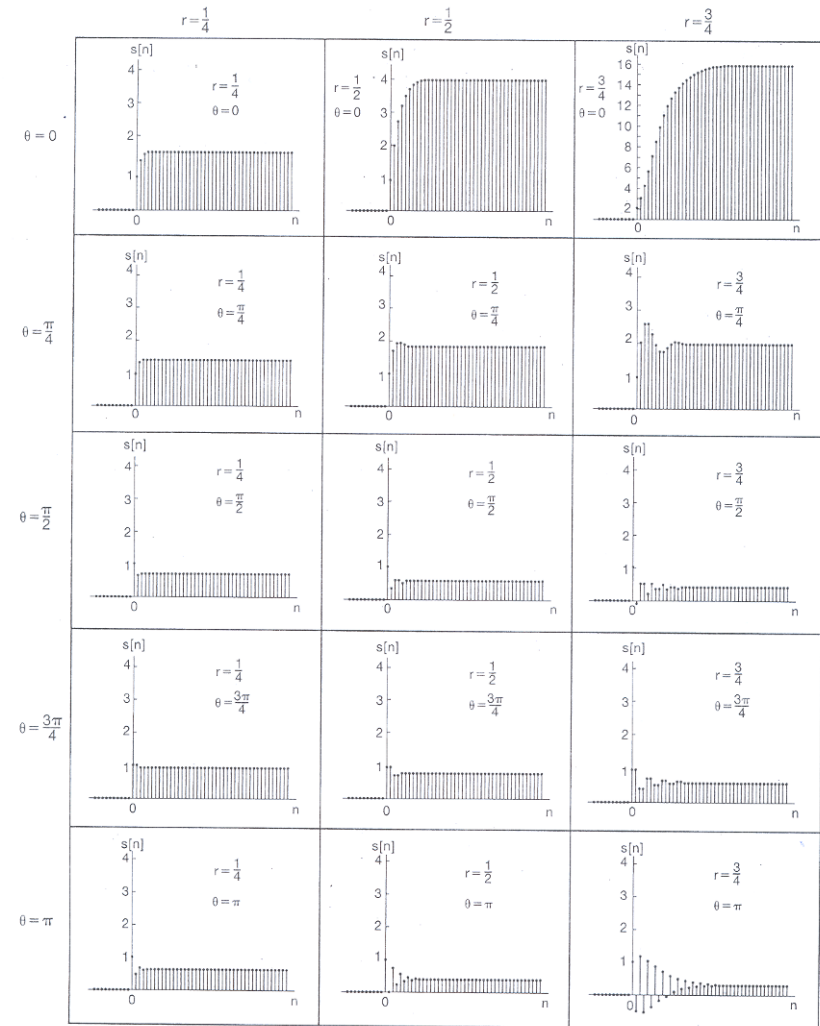 r = 1/4 r = 1/2 r = 3/4
θ = 0
s[n]
4
3
2
1
0
n
r = 1/4
θ = 0
s[n]
4
3
2
1
0
n
r = 1/2
θ = 0
s[n]
16
14
12
10
8
6
4
2
0
n
r = 3/4
θ = 0
θ = π/4
s[n]
4
3
2
1
0
n
r = 1/4
θ = π/4
s[n]
4
3
2
1
0
n
r = 1/2
θ = π/4
s[n]
4
3
2
1
0
n
r = 3/4
θ = π/4
θ = π/2
s[n]
4
3
2
1
0
n
r = 1/4
θ = π/2
s[n]
4
3
2
1
0
n
r = 1/2
θ = π/2
s[n]
4
3
2
1
0
n
r = 3/4
θ = π/2
θ = 3π/4
s[n]
4
3
2
1
0
n
r = 1/4
θ = 3π/4
s[n]
4
3
2
1
0
n
r = 1/2
θ = 3π/4
s[n]
4
3
2
1
0
n
r = 3/4
θ = 3π/4
θ = π
s[n]
4
3
2
1
0
n
r = 1/4
θ = π
s[n]
4
3
2
1
0
n
r = 1/2
θ = π
s[n]
4
3
2
1
0
n
r = 3/4
θ = π